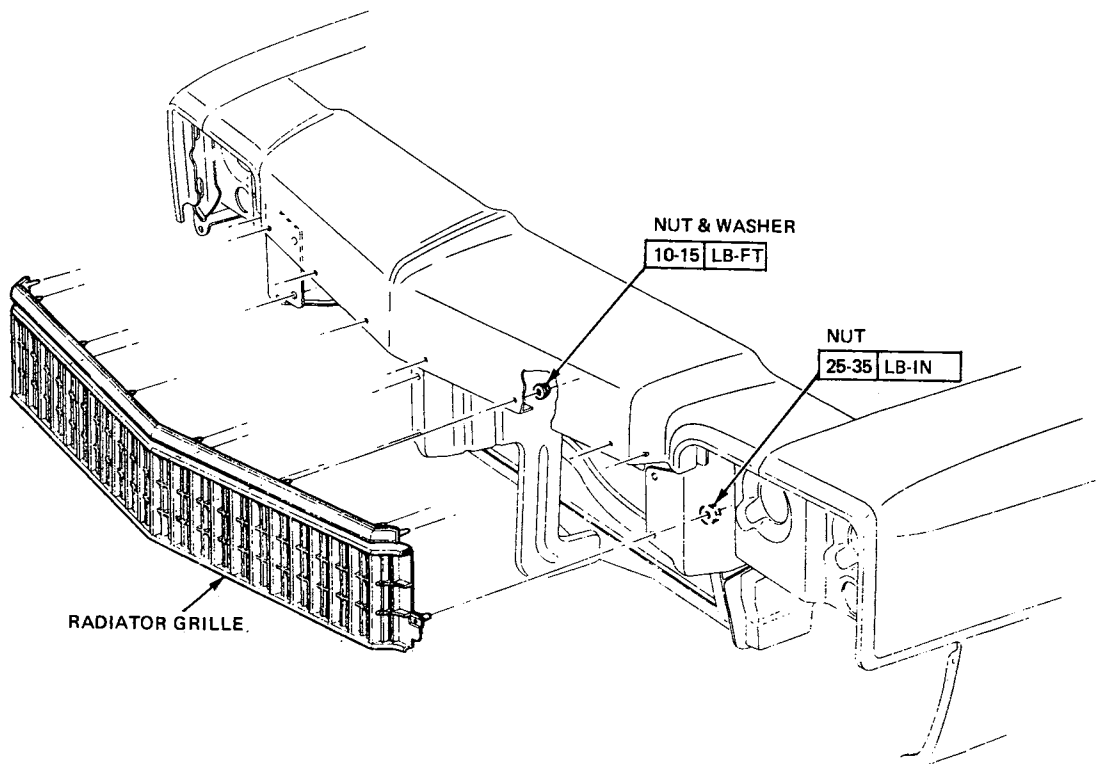 NUT & WASHER
10-15 LB-FT
NUT
25-35 LB-IN
RADIATOR GRILLE